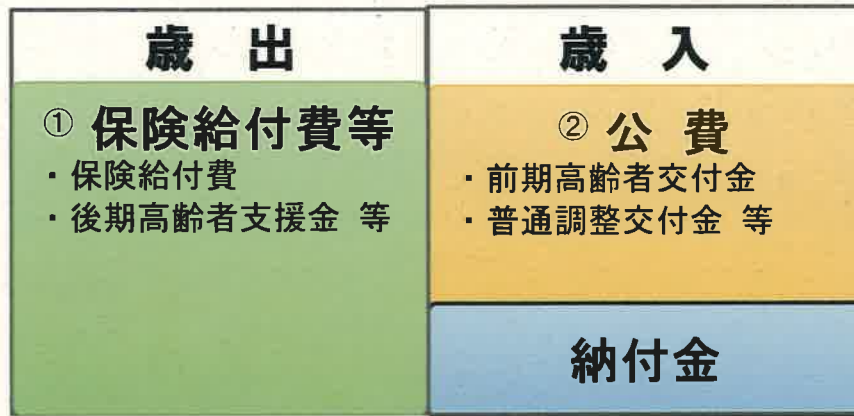 歳 出
歳 入
① 保険給付費等
・保険給付費
・後期高齢者支援金 等
② 公 費
・前期高齢者交付金
・普通調整交付金 等
納付金